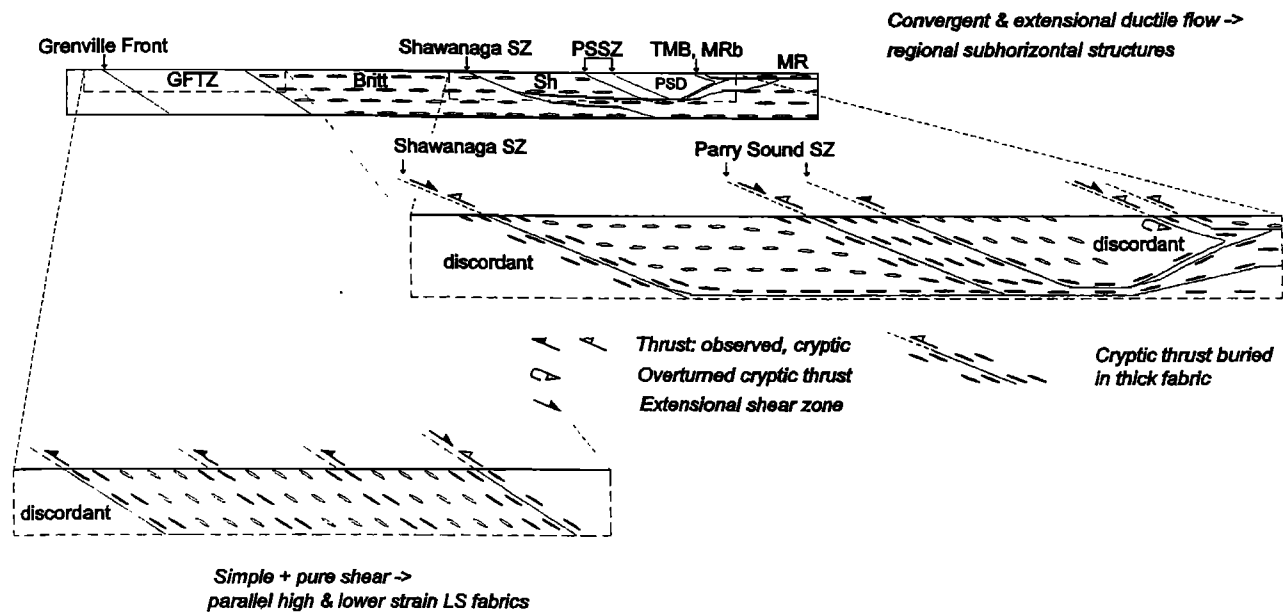 Convergent & extensional ductile flow ->
regional subhorizontal structures
Grenville Front
Shawanaga SZ
PSSZ
TMB, MRb
MR
GFTZ
Britt
Sh
PSD
Shawanaga SZ
Parry Sound SZ
discordant
discordant
Thrust: observed, cryptic
Overturned cryptic thrust
Extensional shear zone
Cryptic thrust buried
in thick fabric
discordant
Simple + pure shear ->
parallel high & lower strain LS fabrics